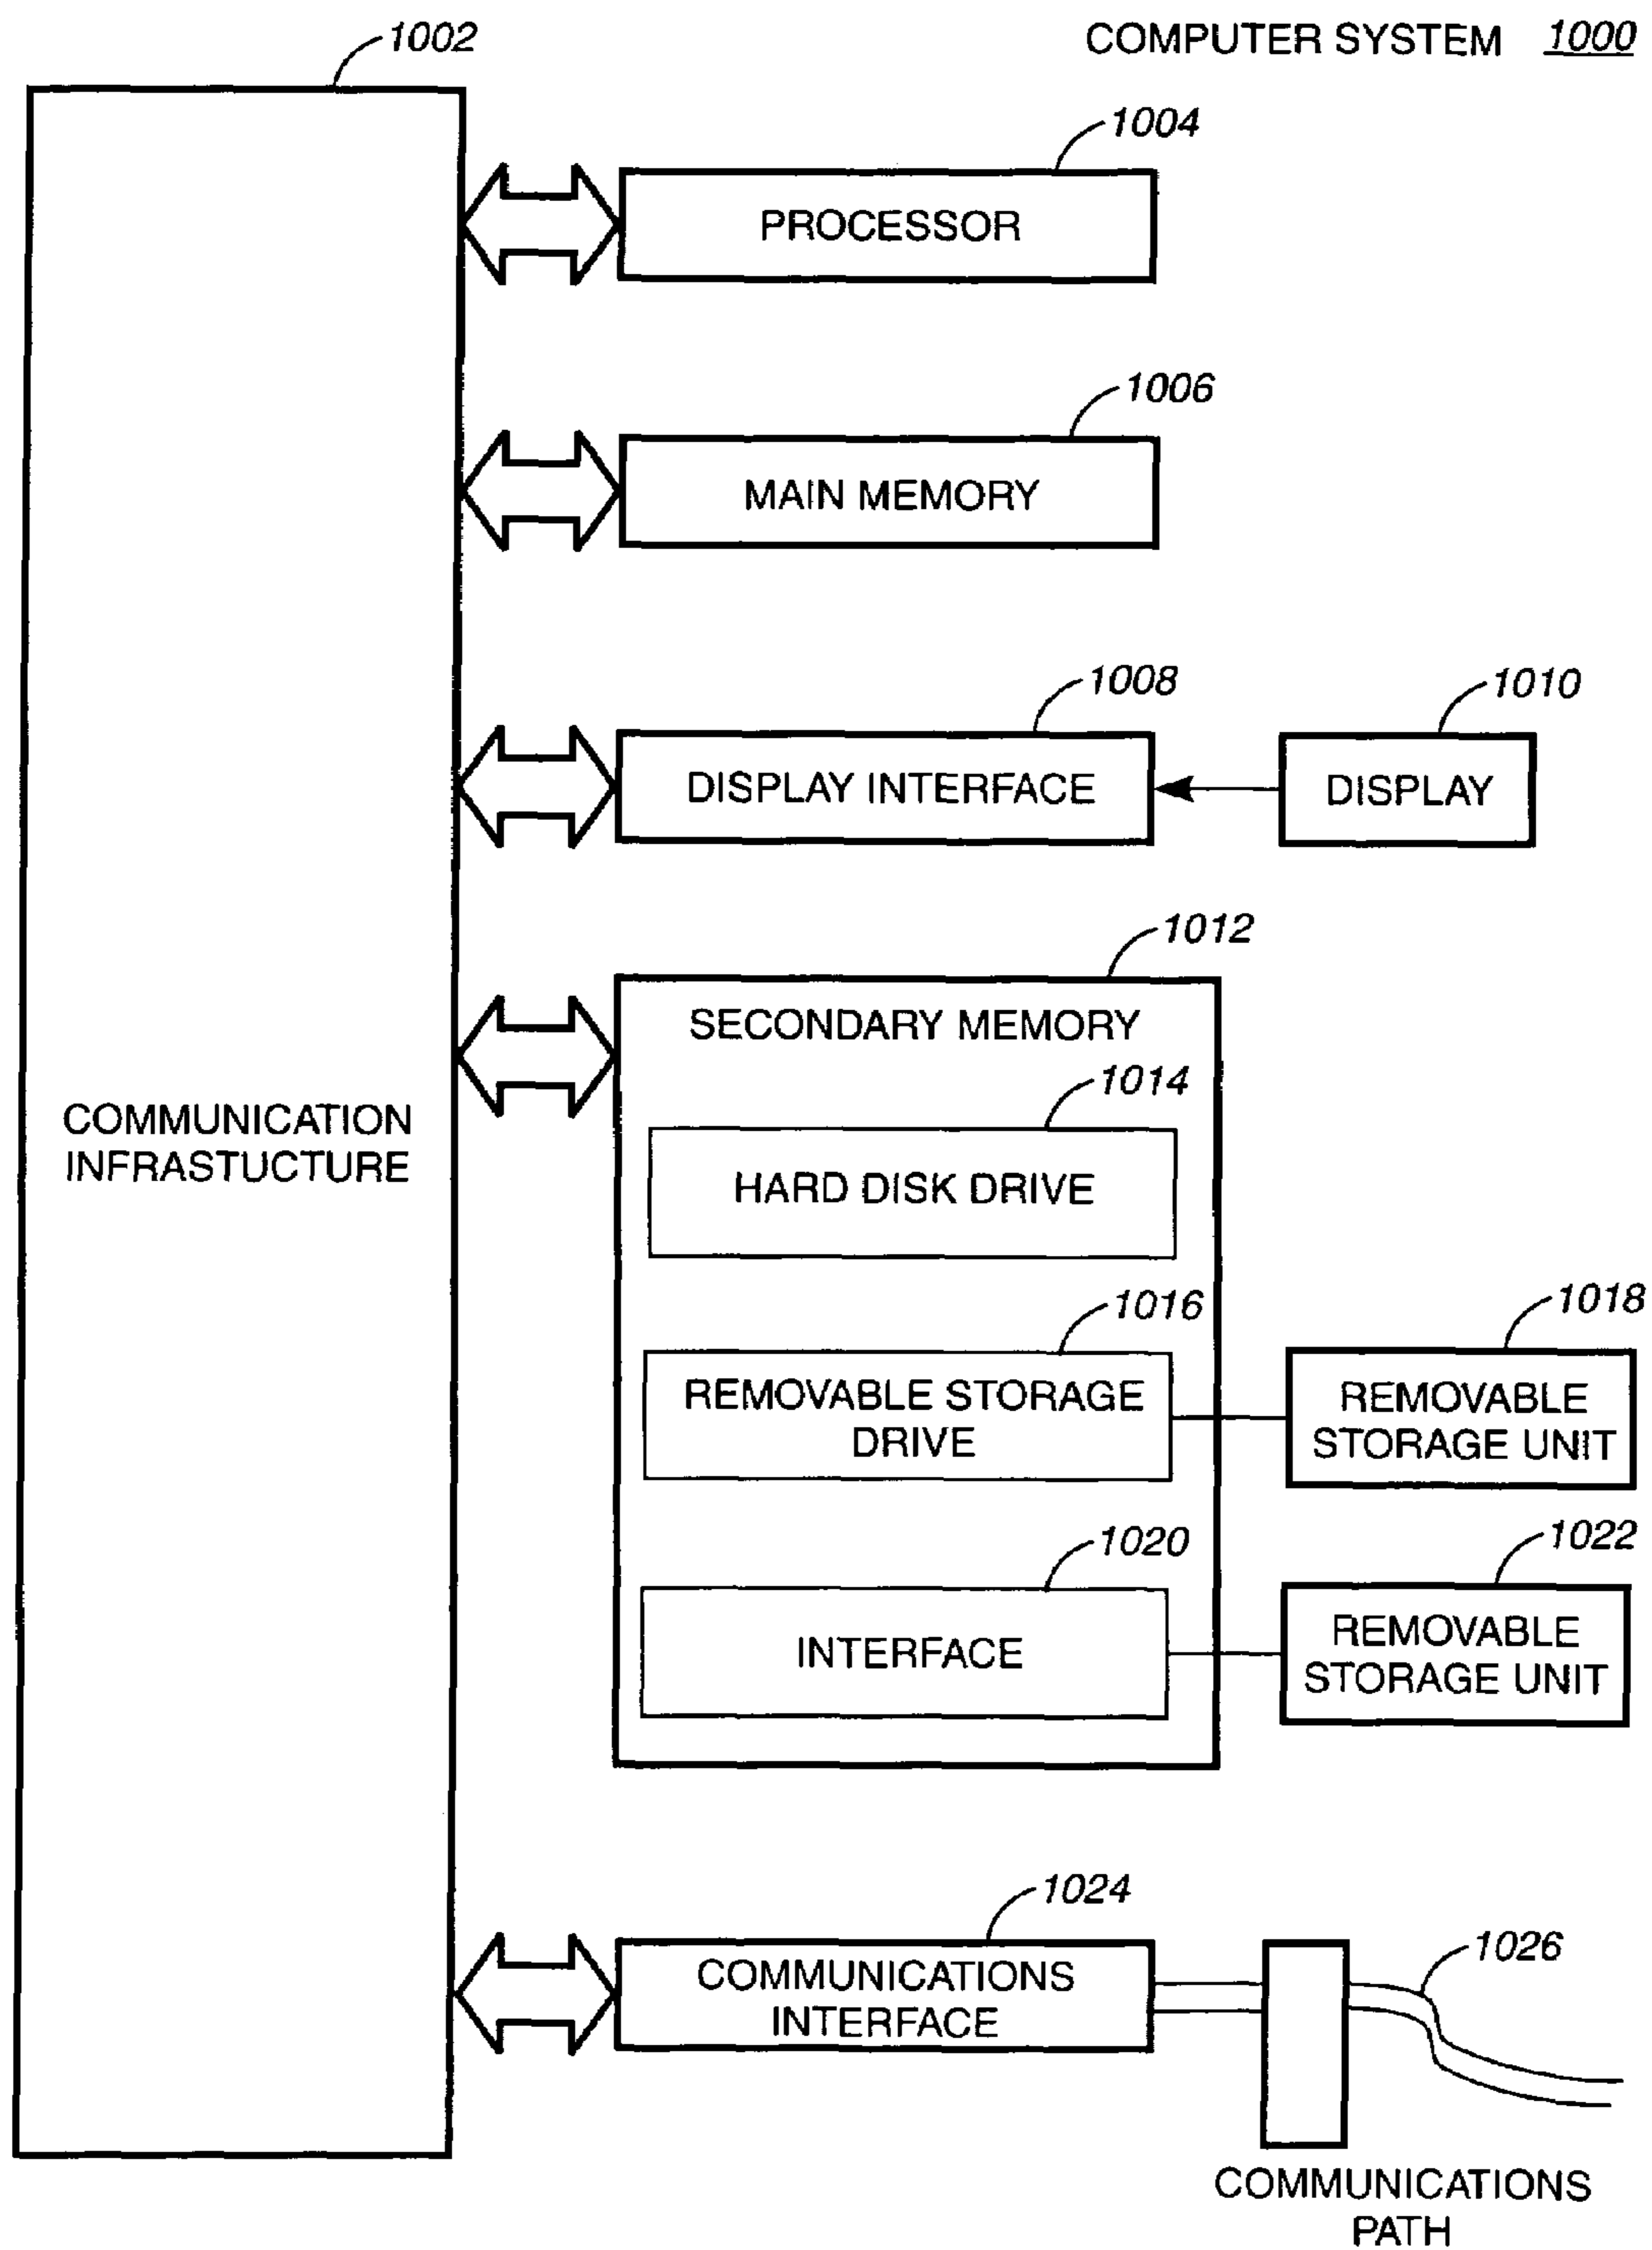 1002
COMPUTER SYSTEM 1000
1004
PROCESSOR
1006
MAIN MEMORY
1008
DISPLAY INTERFACE
1010
DISPLAY
1012
SECONDARY MEMORY
1014
HARD DISK DRIVE
COMMUNICATION
INFRASTUCTURE
1016
REMOVABLE STORAGE
DRIVE
1018
REMOVABLE
STORAGE UNIT
1020
INTERFACE
1022
REMOVABLE
STORAGE UNIT
1024
COMMUNICATIONS
INTERFACE
1026
COMMUNICATIONS
PATH